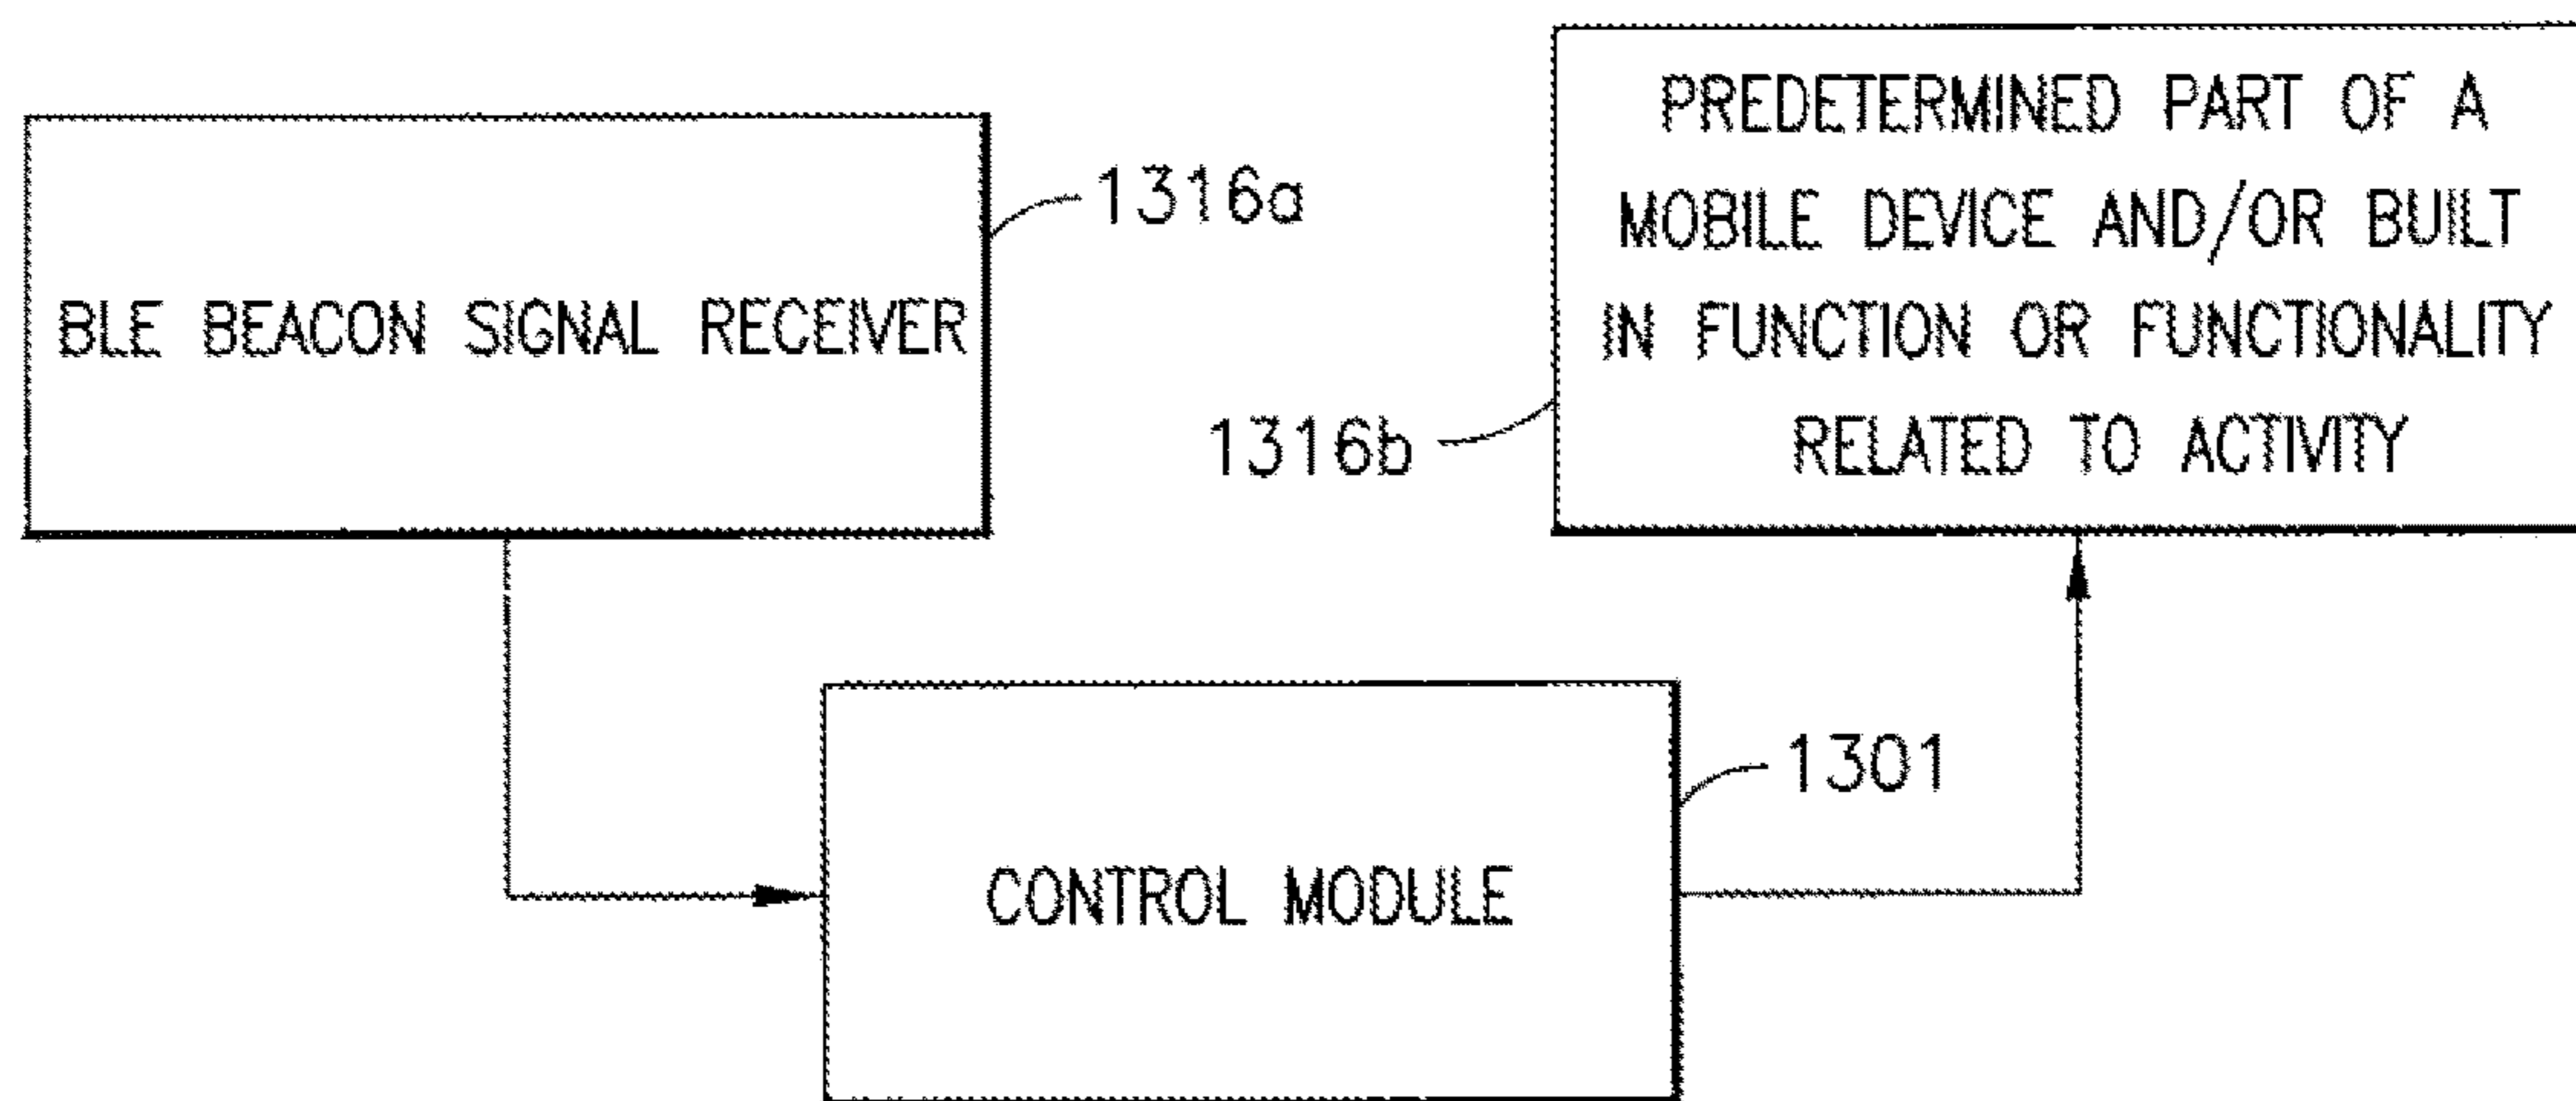 BLE BEACON SIGNAL RECEIVER
1316a
PREDETERMINED PART OF A
MOBILE DEVICE AND/OR BUILT
IN FUNCTION OR FUNCTIONALITY
RELATED TO ACTIVITY
1316b
CONTROL MODULE
1301